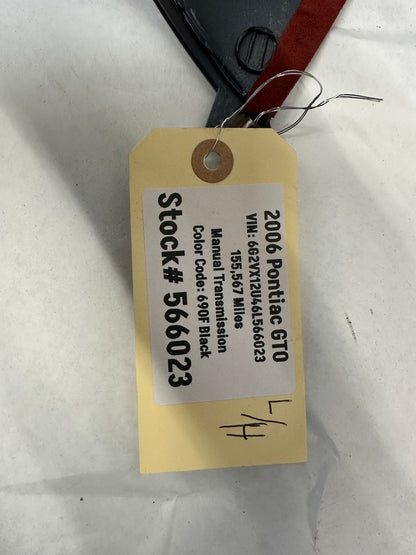 2006 Pontiac GTO
VIN: 6G2VX12U46L566023
155,567 Miles
Manual Transmission
Color Code: 690F Black
Stock# 566023
L/H